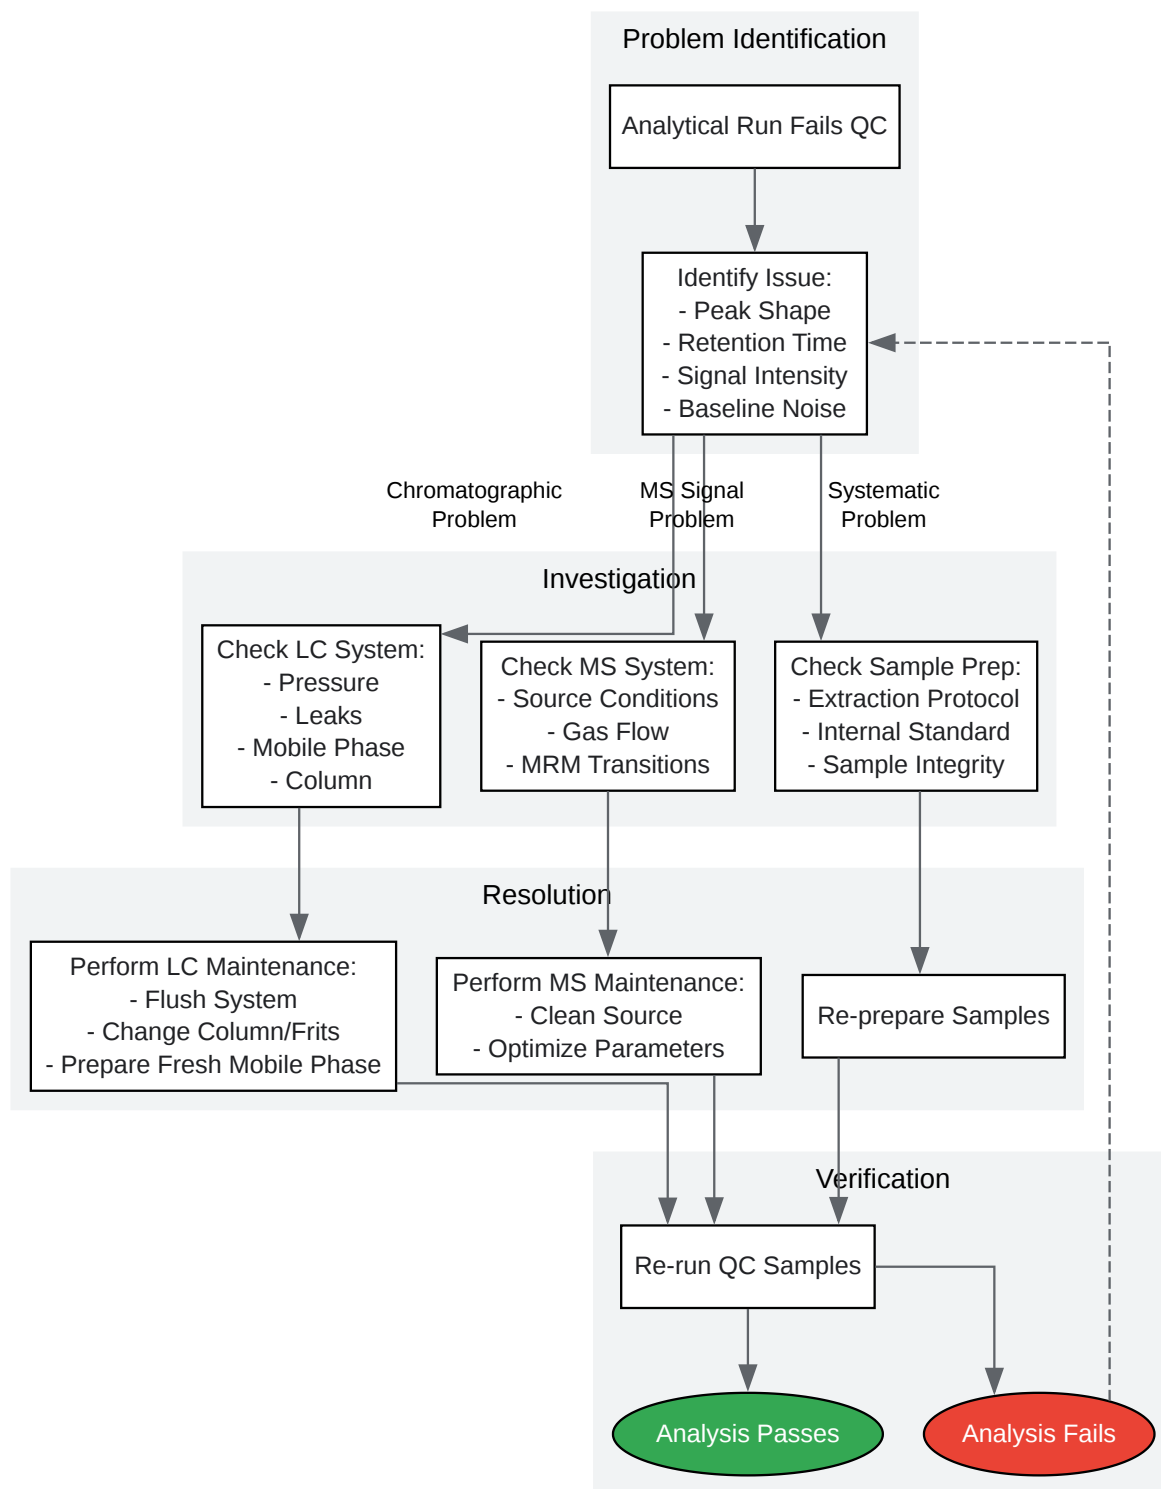 Problem Identification
Analytical Run Fails QC
Identify Issue:
- Peak Shape
- Retention Time
- Signal Intensity
- Baseline Noise
Chromatographic
Problem
MS Signal
Problem
Systematic
Problem
Investigation
Check LC System:
- Pressure
- Leaks
- Mobile Phase
- Column
Check MS System:
- Source Conditions
- Gas Flow
- MRM Transitions
Check Sample Prep:
- Extraction Protocol
- Internal Standard
- Sample Integrity
Resolution
Perform LC Maintenance:
- Flush System
- Change Column/Frits
- Prepare Fresh Mobile Phase
Perform MS Maintenance:
- Clean Source
- Optimize Parameters
Re-prepare Samples
Verification
Re-run QC Samples
Analysis Passes
Analysis Fails